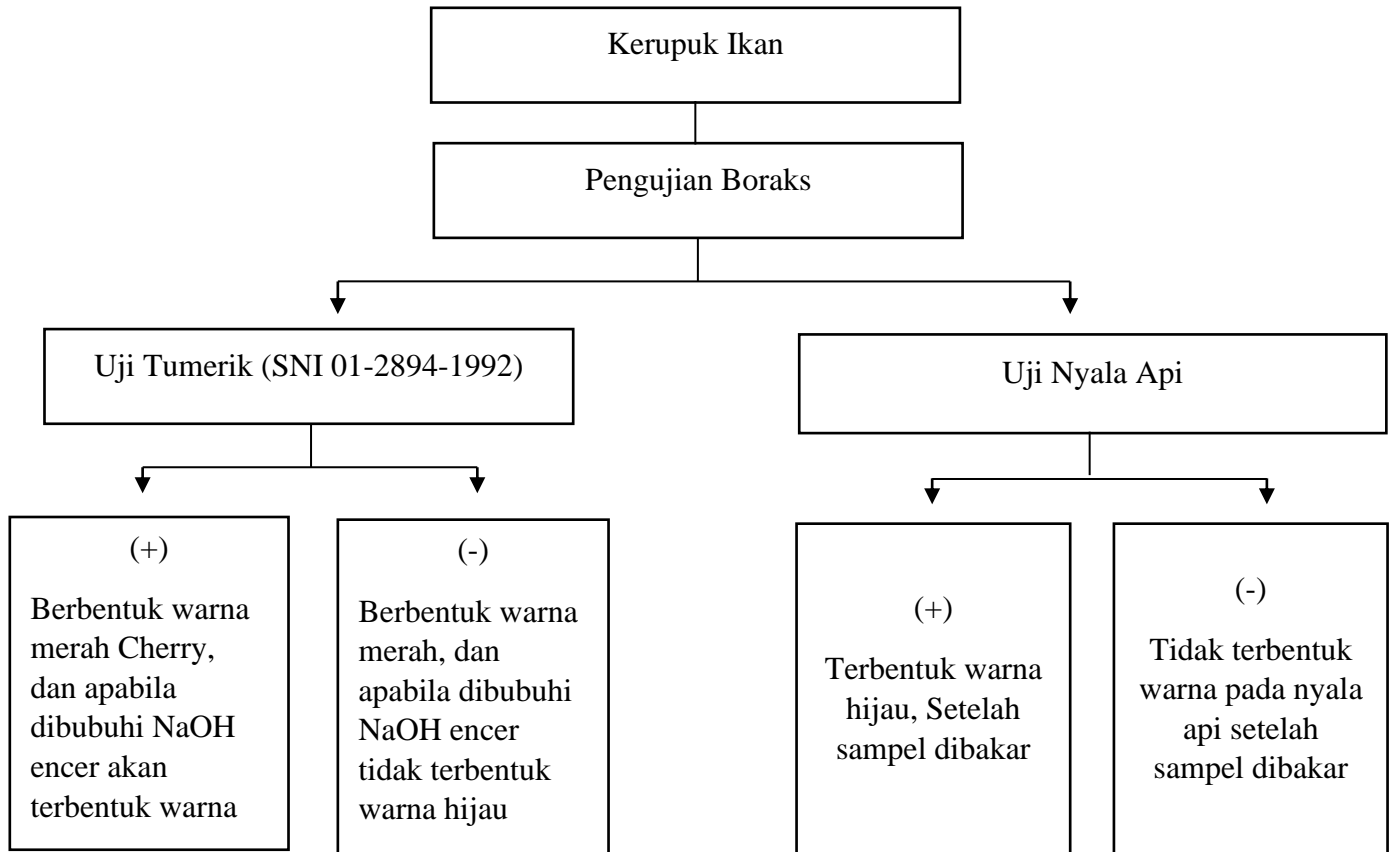 Kerupuk Ikan
Pengujian Boraks
Uji Tumerik (SNI 01-2894-1992)
Uji Nyala Api
(+)
Berbentuk warna
merah Cherry,
dan apabila
dibubuhi NaOH
encer akan
terbentuk warna
(-)
Berbentuk warna
merah, dan
apabila dibubuhi
NaOH encer
tidak terbentuk
warna hijau
(+)
Terbentuk warna
hijau, Setelah
sampel dibakar
(-)
Tidak terbentuk
warna pada nyala
api setelah
sampel dibakar